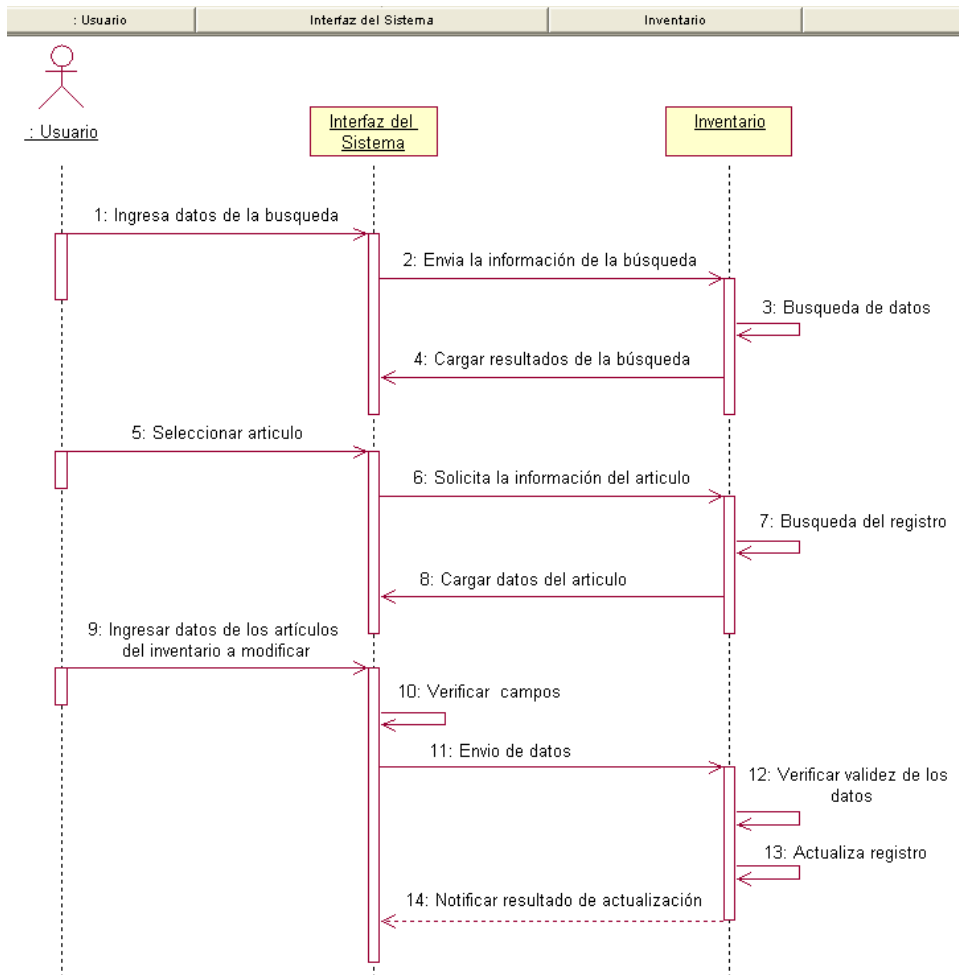 : Usuario
Interfaz del Sistema
Inventario
: Usuario
Interfaz del
Sistema
Inventario
1: Ingresa datos de la busqueda
2: Envia la información de la búsqueda
3: Busqueda de datos
4: Cargar resultados de la búsqueda
5: Seleccionar articulo
6: Solicita la información del articulo
7: Busqueda del registro
8: Cargar datos del articulo
9: Ingresar datos de los artículos
del inventario a modificar
10: Verificar campos
11: Envio de datos
12: Verificar validez de los
datos
13: Actualiza registro
14: Notificar resultado de actualización